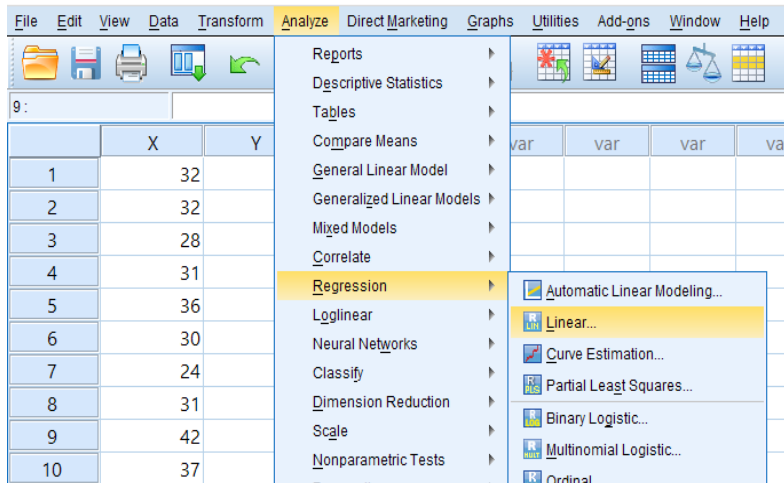 File Edit View Data Transform Analyze Direct Marketing Graphs Utilities Add-ons Window Help
9 :
X Y var var var va
1 32
2 32
3 28
4 31
5 36
6 30
7 24
8 31
9 42
10 37
Reports
Descriptive Statistics
Tables
Compare Means
General Linear Model
Generalized Linear Models
Mixed Models
Correlate
Regression
Loglinear
Neural Networks
Classify
Dimension Reduction
Scale
Nonparametric Tests
Automatic Linear Modeling...
R LIN Linear...
Curve Estimation...
R PLS Partial Least Squares...
R LOG Binary Logistic...
R MULT Multinomial Logistic...
R Ordinal